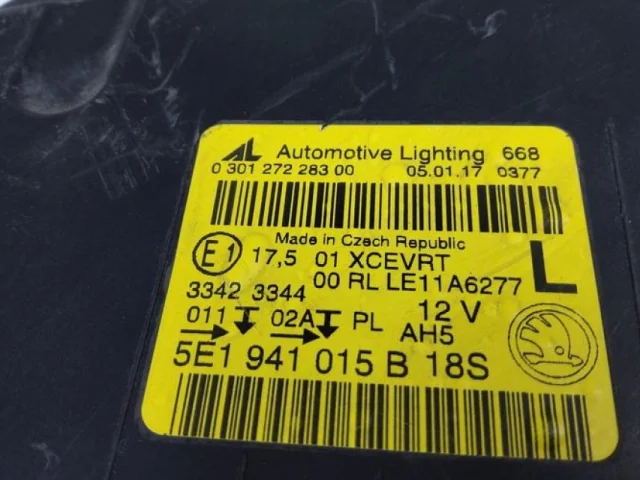 AL Automotive Lighting 668
0 301 272 283 00 05.01.17 0377
Made in Czech Republic
E1 17,5 01 XCEVRT L
00 RL LE11A6277
3342 3344 12 V
011 02A PL AH5
5E1 941 015 B 18S